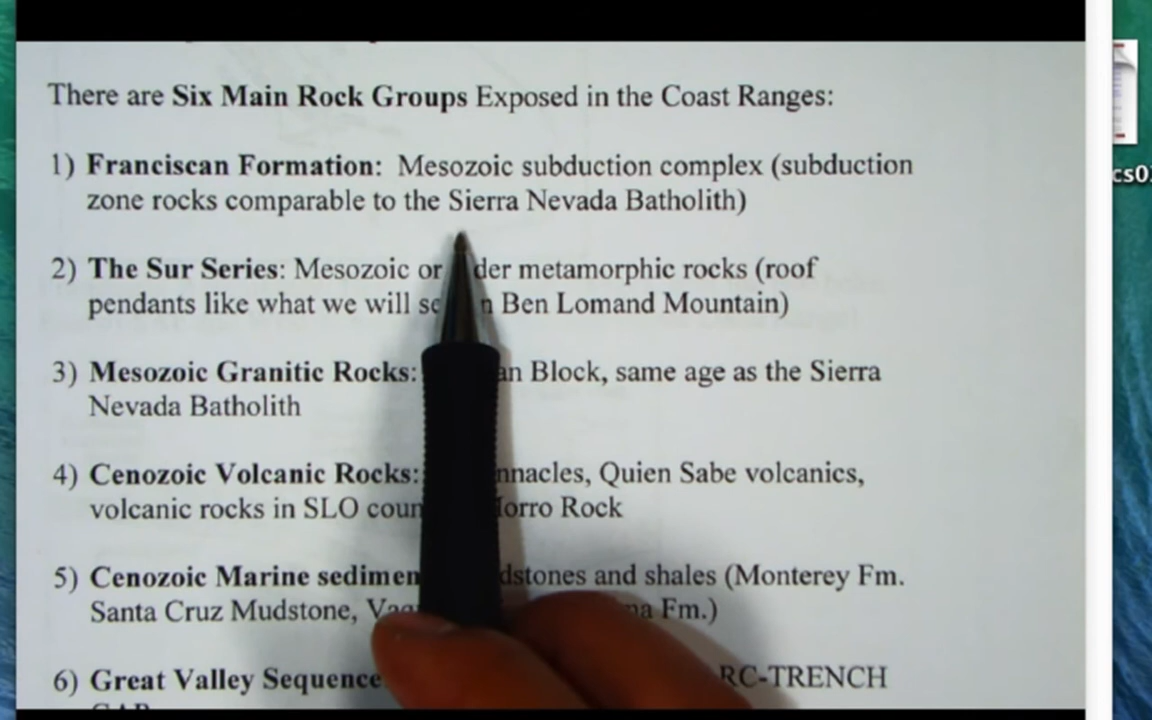 There are Six Main Rock Groups Exposed in the Coast Ranges:
1) Franciscan Formation: Mesozoic subduction complex (subduction
zone rocks comparable to the Sierra Nevada Batholith)
2) The Sur Series: Mesozoic or der metamorphic rocks (roof
pendants like what we will Ben Lomand Mountain)
3) Mesozoic Granitic Rocks: Block, same age as the Sierra
Nevada Batholith
4) Cenozoic Volcanic Rocks: nnacles, Quien Sabe volcanics,
volcanic rocks in SLO coun orro Rock
5) Cenozoic Marine sedimen dstones and shales (Monterey Fm.
Santa Cruz Mudstone, Fm.)
6) Great Valley Sequence RC-TRENCH
cs0